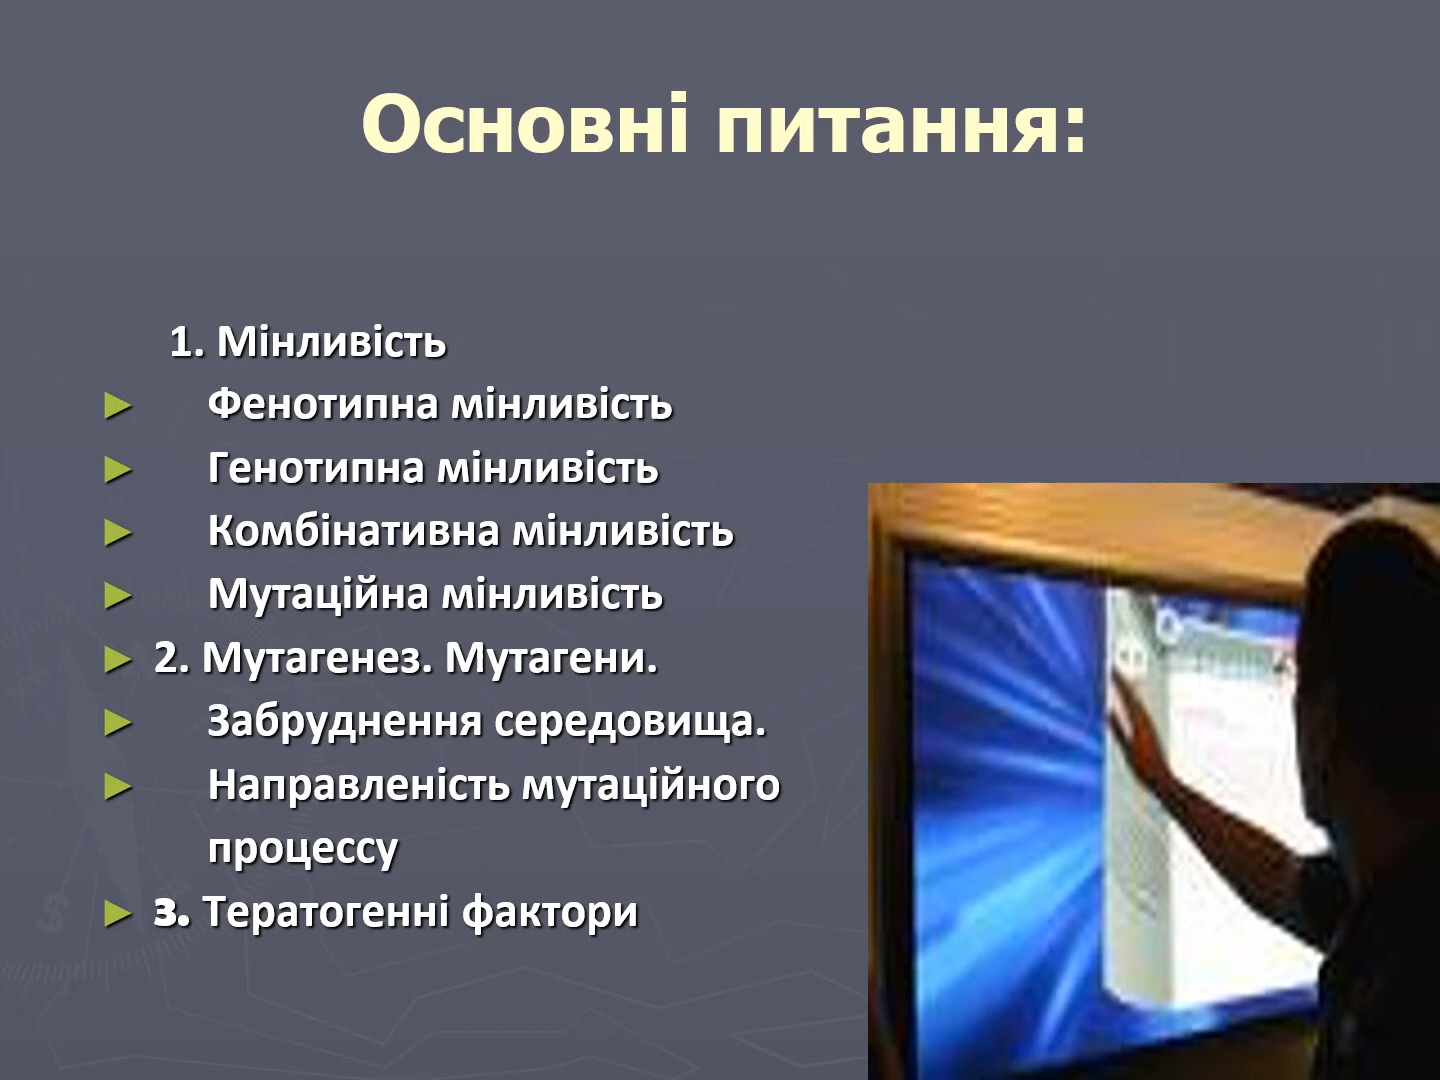 Основні питання:
1. Мінливість
► Фенотипна мінливість
► Генотипна мінливість
► Комбінативна мінливість
► Мутаційна мінливість
► 2. Мутагенез. Мутагени.
► Забруднення середовища.
► Направленість мутаційного
процессу
► з. Тератогенні фактори